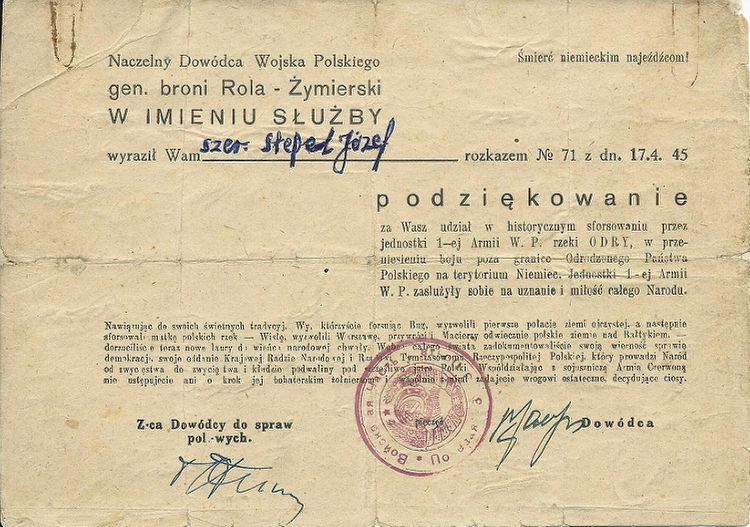 Naczelny Dowódca Wojska Polskiego
Śmierć niemieckim najeźdźcom!
gen. broni Rola - Żymierski
W IMIENIU SŁUŻBY
wyraził Wam szer. Józef rozkazem № 71 z dn. 17.4. 45
podziękowanie
za Wasz udział w historycznym sforsowaniu przez
jednostki 1-ej Armii W. P. rzeki ODRY, w prze-
niesieniu boju poza granice Odrodzonego Państwa
Polskiego na terytorium Niemiec. Jednostki 1-ej Armii
W. P. zasłużyły sobie na uznanie i miłość całego Narodu.
Nawiązując do swoich świetnych tradycyj. Wy, którzyście forsując Bug, wyzwolili pierwsze połacie ziemi ojczystej, a następnie
sforsowali matkę polskich rzek — Wisłę, wyzwolili Warszawę, przywrócili Macierzy odwiecznie polskie ziemie nad Bałtykiem. —
dorzuciliście teraz nowe laury do wieńca narodowej chwały. Wobec całego świata zadokumentowaliście swoją wierność sprawie
demokracji, swoje oddanie Krajowej Radzie Narodowej i Tymczasowemu Rzeczypospolitej Polskiej, który prowadzi Naród
od zwycięstwa do zwycięstwa i kładzie podwaliny pod szczęśliwe jutro Polski Współdziałając z sojuszniczą Armią Czerwoną
nie ustępujecie ani o krok jej bohaterskim żołnierzom i wspólnie z nimi zadajecie wrogowi ostateczne, decydujące ciosy.
Z-ca Dowódcy do spraw
pol.-wych.
pieczęć
Dowódca